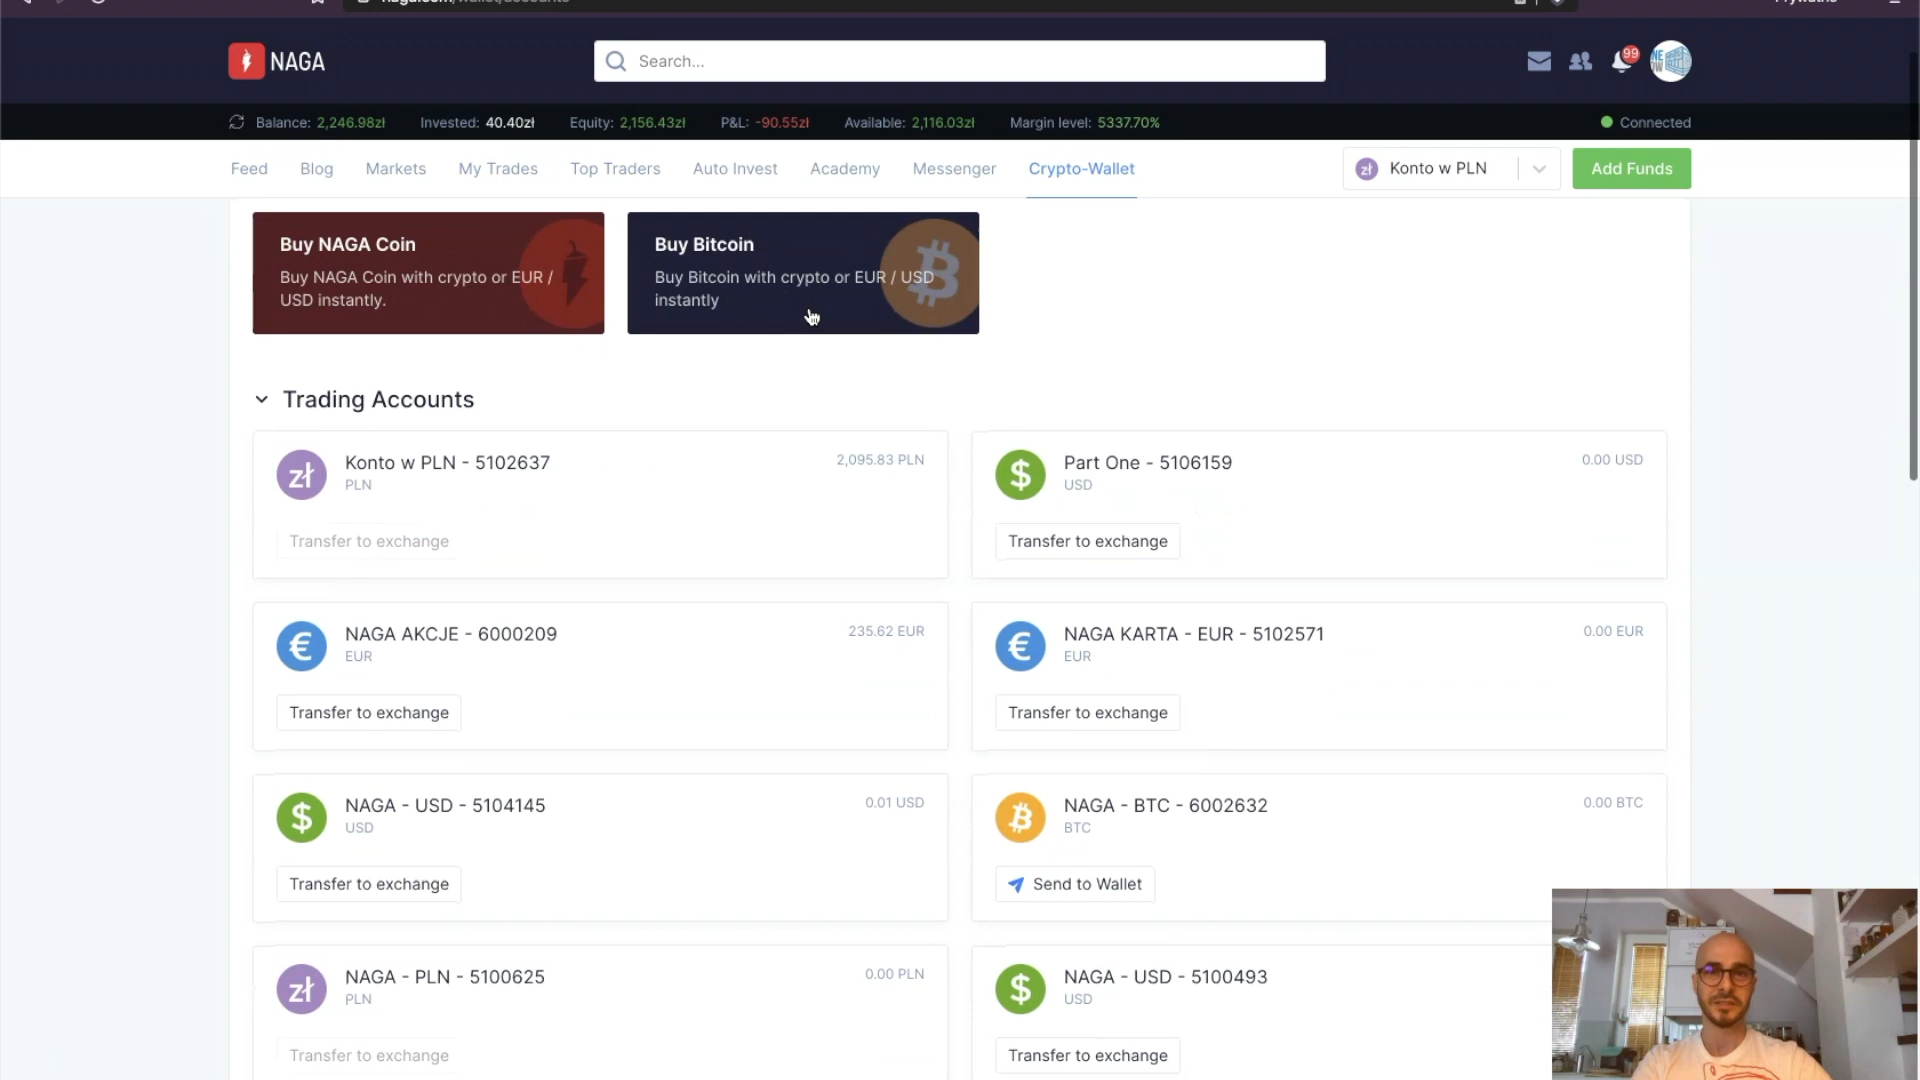 NAGA
Search...
99
Balance: 2,246.98zł Invested: 40.40zł Equity: 2,156.43zł P&L: -90.55zł Available: 2,116.03zł Margin level: 5337.70% Connected
Feed Blog Markets My Trades Top Traders Auto Invest Academy Messenger Crypto-Wallet zł Konto w PLN Add Funds
Buy NAGA Coin
Buy NAGA Coin with crypto or EUR /
USD instantly.
Buy Bitcoin
Buy Bitcoin with crypto or EUR / USD
instantly
Trading Accounts
zł Konto w PLN - 5102637 2,095.83 PLN
PLN
Transfer to exchange
$ Part One - 5106159 0.00 USD
USD
Transfer to exchange
€ NAGA AKCJE - 6000209 235.62 EUR
EUR
Transfer to exchange
€ NAGA KARTA - EUR - 5102571 0.00 EUR
EUR
Transfer to exchange
$ NAGA - USD - 5104145 0.01 USD
USD
Transfer to exchange
NAGA - BTC - 6002632 0.00 BTC
BTC
Send to Wallet
zł NAGA - PLN - 5100625 0.00 PLN
PLN
Transfer to exchange
$ NAGA - USD - 5100493
USD
Transfer to exchange